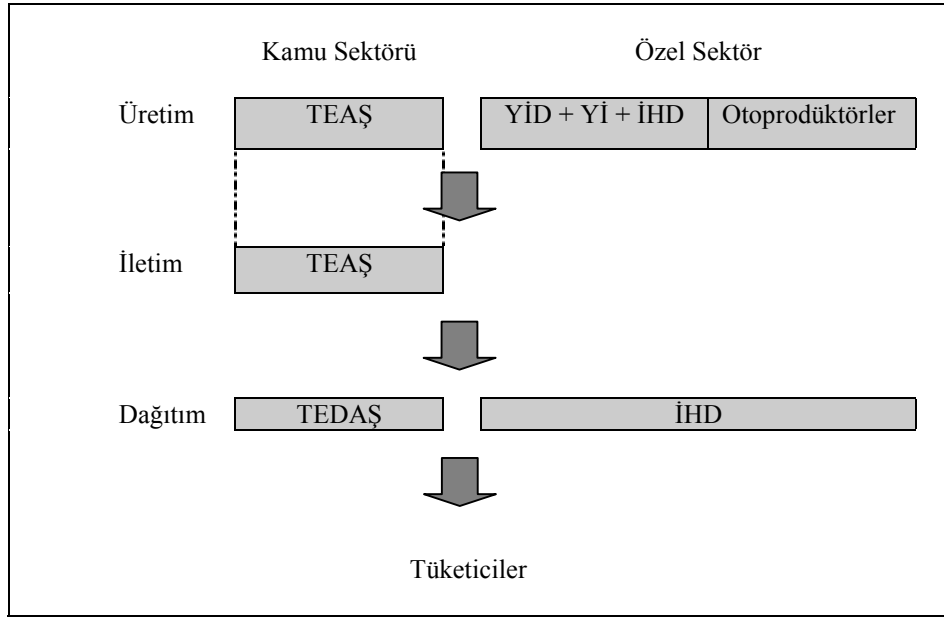 Kamu Sektörü Özel Sektör
Üretim TEAŞ YİD + Yİ + İHD Otoprodüktörler
İletim TEAŞ
Dağıtım TEDAŞ İHD
Tüketiciler